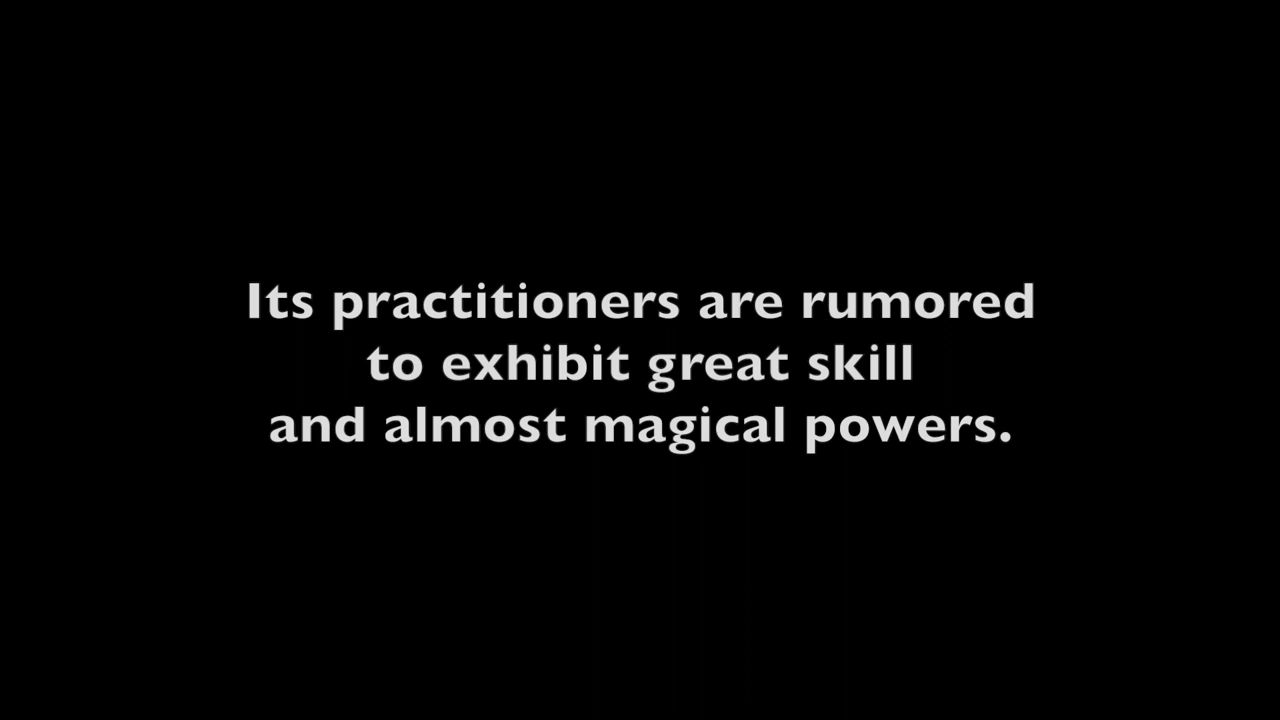 Its practitioners are rumored
to exhibit great skill
and almost magical powers.